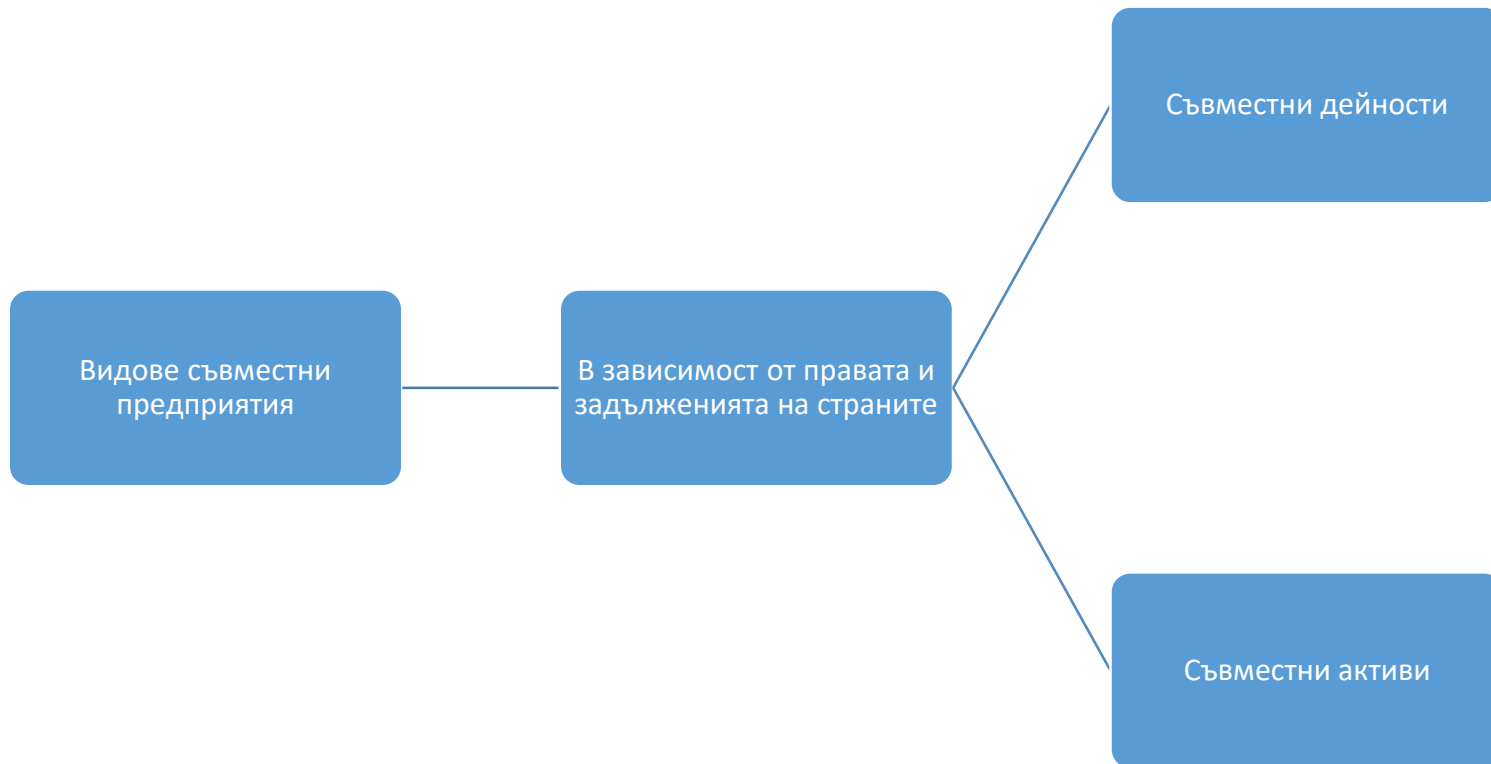 Съвместни дейности
Видове съвместни
предприятия
В зависимост от правата и
задълженията на страните
Съвместни активи